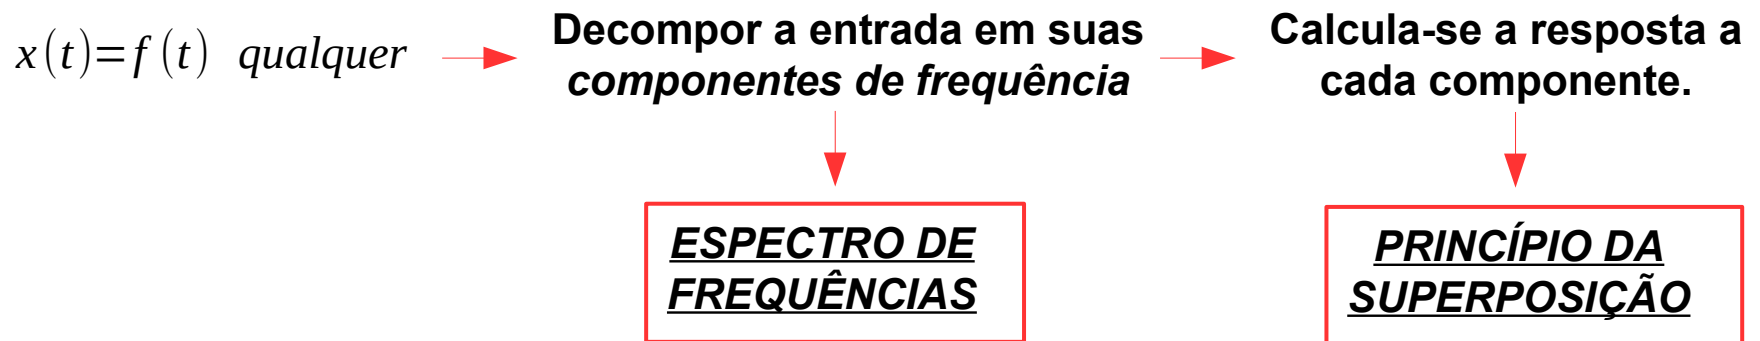 x(t)=f(t) qualquer
Decompor a entrada em suas
componentes de frequência
Calcula-se a resposta a
cada componente.
ESPECTRO DE
FREQUÊNCIAS
PRINCÍPIO DA
SUPERPOSIÇÃO